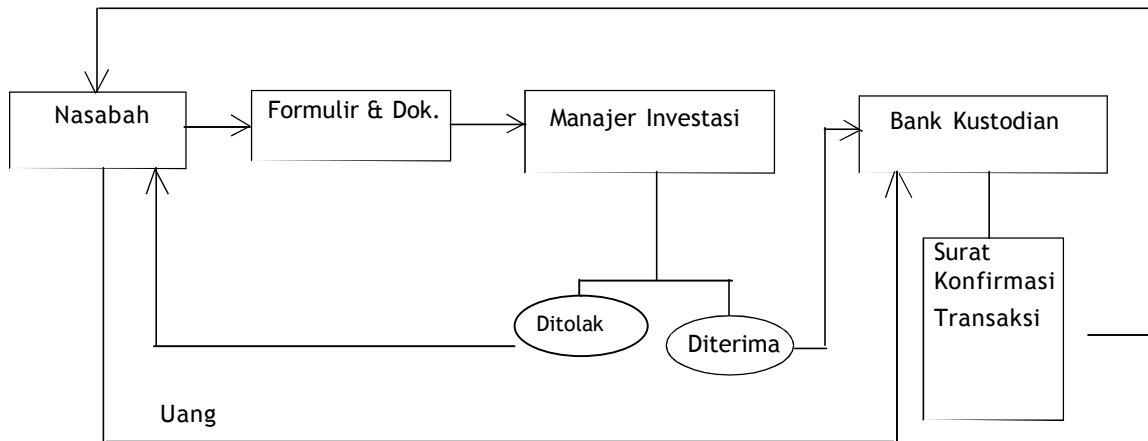 Nasabah
Formulir & Dok.
Manajer Investasi
Bank Kustodian
Surat
Konfirmasi
Transaksi
Ditolak
Diterima
Uang